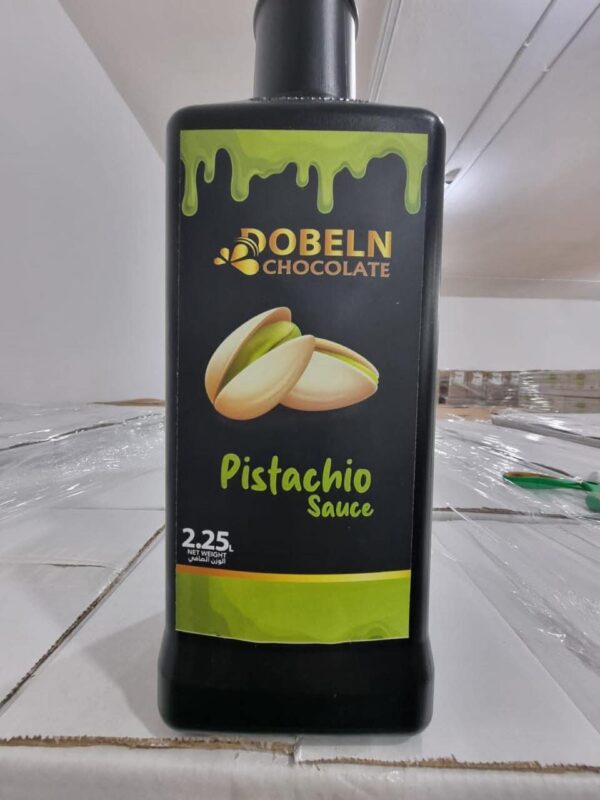 DOBELN
CHOCOLATE
Pistachio
Sauce
2.25L
NET WEIGHT
الوزن الصافي